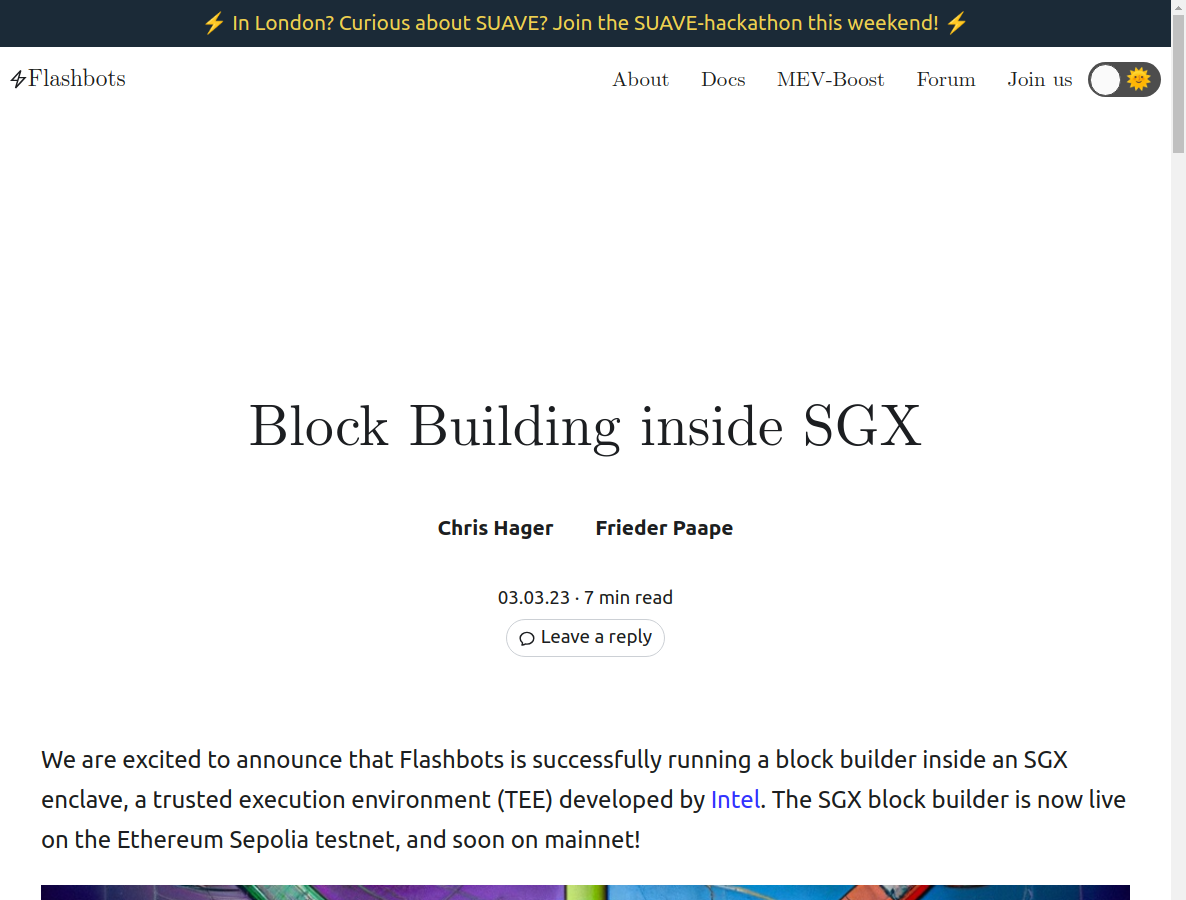 ⚡ In London? Curious about SUAVE? Join the SUAVE-hackathon this weekend! ⚡
Flashbots About Docs MEV-Boost Forum Join us
Block Building inside SGX
Chris Hager Frieder Paape
03.03.23 · 7 min read
Leave a reply
We are excited to announce that Flashbots is successfully running a block builder inside an SGX
enclave, a trusted execution environment (TEE) developed by Intel. The SGX block builder is now live
on the Ethereum Sepolia testnet, and soon on mainnet!